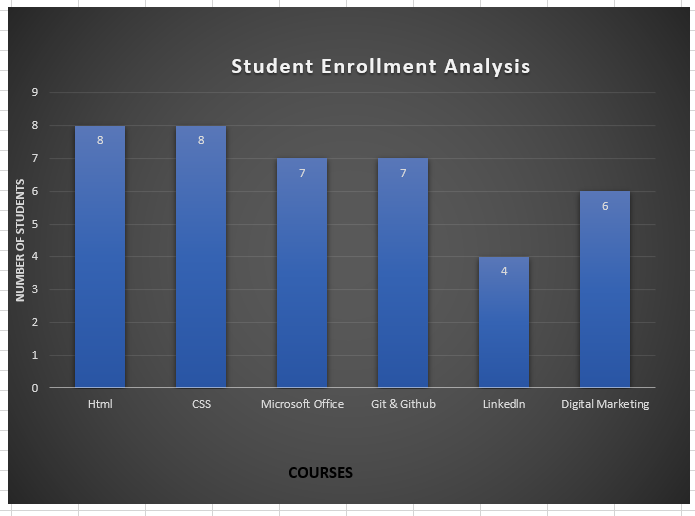 Student Enrollment Analysis
NUMBER OF STUDENTS
9
8
7
6
5
4
3
2
1
0
8
8
7
7
4
6
Html
CSS
Microsoft Office
Git & Github
LinkedIn
Digital Marketing
COURSES